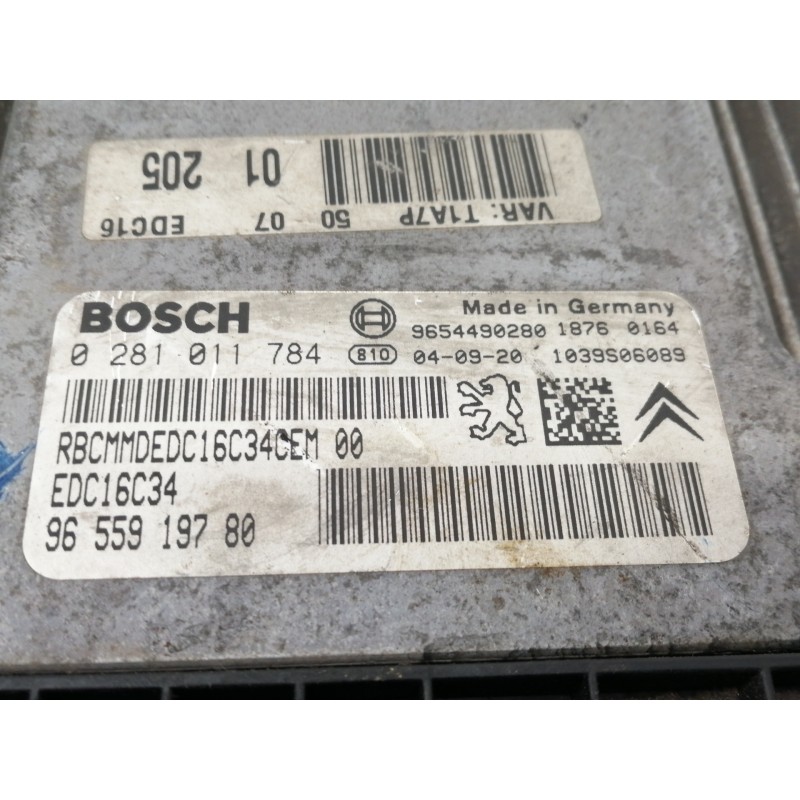 01 205
VAR: T1A7P 50 07 EDC16
BOSCH
Made in Germany
9654490280 1876 0164
0 281 011 784 810 04-09-20 1039S06089
RBCMMDEDC16C34CEM 00
EDC16C34
96 559 197 80